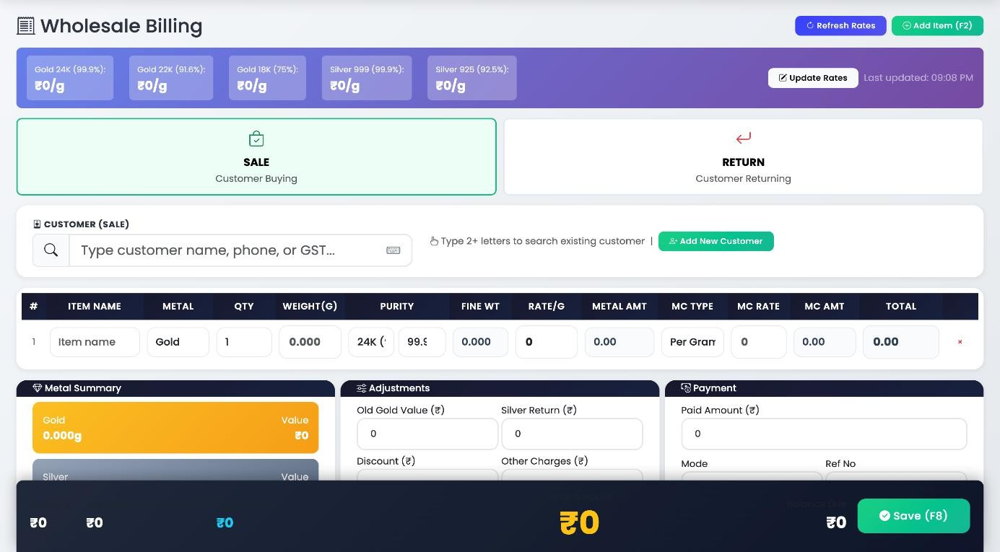 Wholesale Billing
Refresh Rates
Add Item (F2)
Gold 24K (99.9%):
₹0/g
Gold 22K (91.6%):
₹0/g
Gold 18K (75%):
₹0/g
Silver 999 (99.9%):
₹0/g
Silver 925 (92.5%):
₹0/g
Update Rates
Last updated: 09:08 PM
SALE
Customer Buying
RETURN
Customer Returning
CUSTOMER (SALE)
Type customer name, phone, or GST...
Type 2+ letters to search existing customer |
Add New Customer
# ITEM NAME METAL QTY WEIGHT(G) PURITY FINE WT RATE/G METAL AMT MC TYPE MC RATE MC AMT TOTAL
1 Item name Gold 1 0.000 24K ( 99.9 0.000 0 0.00 Per Gram 0 0.00 0.00 ×
Metal Summary
Gold Value
0.000g ₹0
Silver Value
Adjustments
Old Gold Value (₹) Silver Return (₹)
0 0
Discount (₹) Other Charges (₹)
Payment
Paid Amount (₹)
0
Mode Ref No
Balance Due
₹0 ₹0 ₹0 ₹0 ₹0
Save (F8)